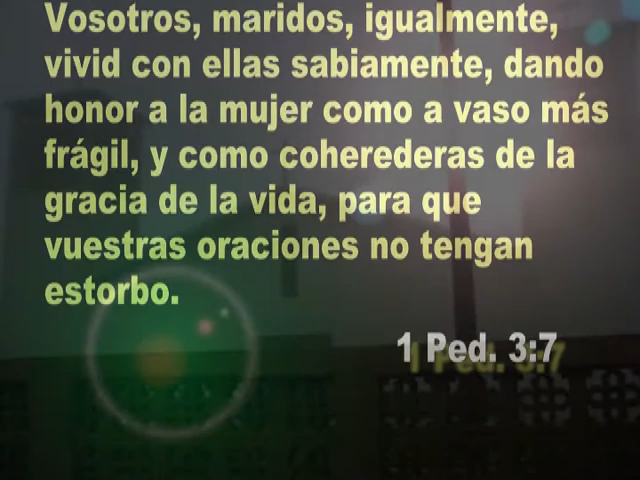 Vosotros, maridos, igualmente,
vivid con ellas sabiamente, dando
honor a la mujer como a vaso más
frágil, y como coherederas de la
gracia de la vida, para que
vuestras oraciones no tengan
estorbo.
1 Ped. 3:7